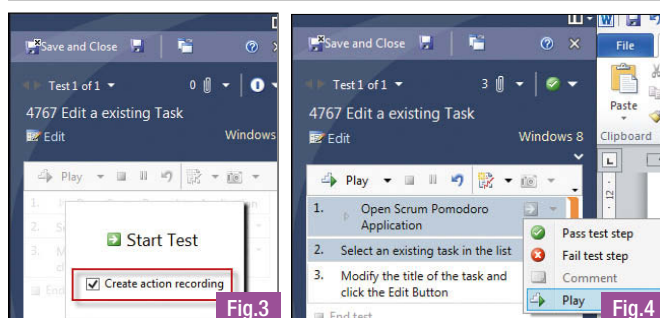 Save and Close
Test 1 of 1
0
4767 Edit a existing Task
Edit
Windows
Play
Start Test
Create action recording
Fig.3
Save and Close
Test 1 of 1
3
4767 Edit a existing Task
Edit
Windows 8
Play
1. Open Scrum Pomodoro
Application
2. Select an existing task in the list
3. Modify the title of the task and
click the Edit Button
End test
W
File
Paste
Clipboard
L
12
Pass test step
Fail test step
Comment
Play
Fig.4